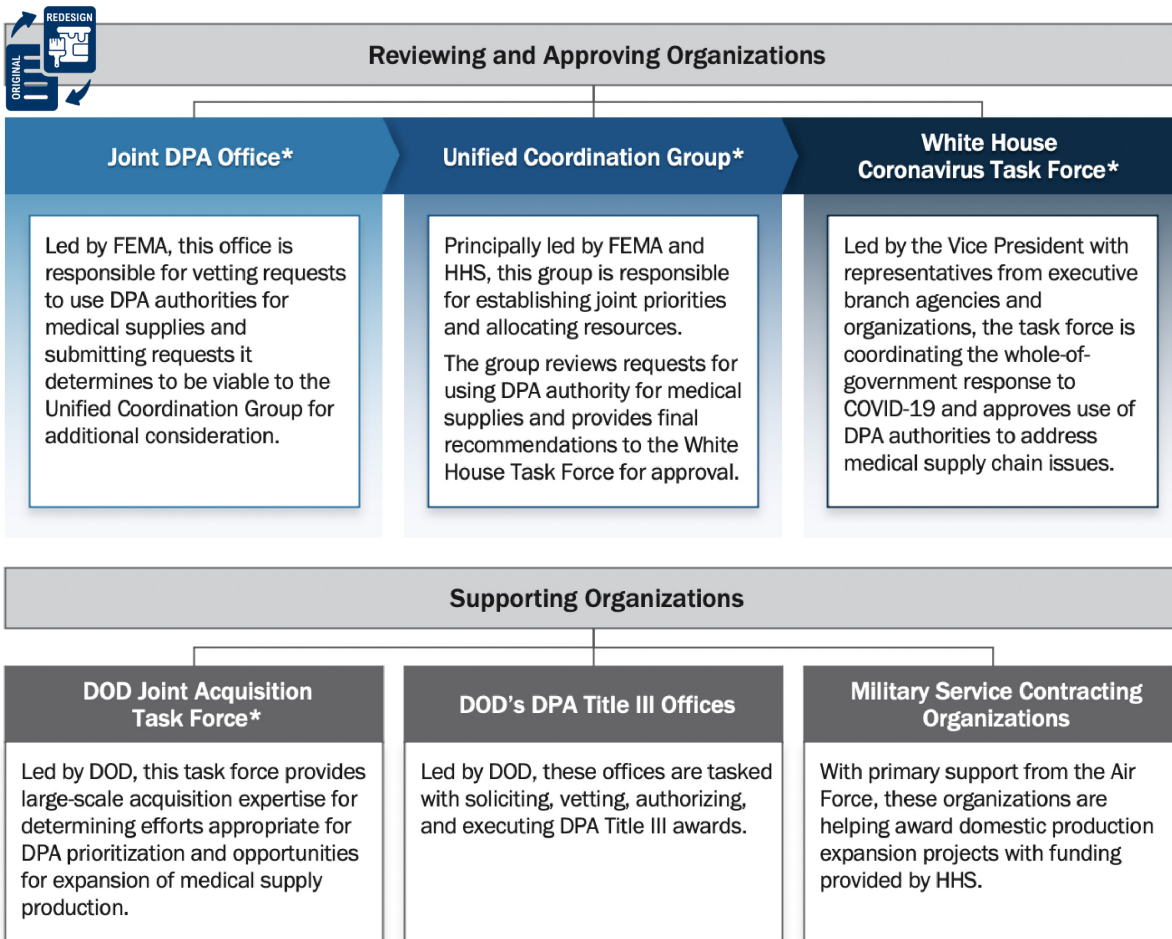 REDESIGN
ORIGINAL
Reviewing and Approving Organizations
Joint DPA Office*
Led by FEMA, this office is
responsible for vetting requests
to use DPA authorities for
medical supplies and
submitting requests it
determines to be viable to the
Unified Coordination Group for
additional consideration.
Unified Coordination Group*
Principally led by FEMA and
HHS, this group is responsible
for establishing joint priorities
and allocating resources.
The group reviews requests for
using DPA authority for medical
supplies and provides final
recommendations to the White
House Task Force for approval.
White House
Coronavirus Task Force*
Led by the Vice President with
representatives from executive
branch agencies and
organizations, the task force is
coordinating the whole-of-
government response to
COVID-19 and approves use of
DPA authorities to address
medical supply chain issues.
Supporting Organizations
DOD Joint Acquisition
Task Force*
Led by DOD, this task force provides
large-scale acquisition expertise for
determining efforts appropriate for
DPA prioritization and opportunities
for expansion of medical supply
production.
DOD's DPA Title III Offices
Led by DOD, these offices are tasked
with soliciting, vetting, authorizing,
and executing DPA Title III awards.
Military Service Contracting
Organizations
With primary support from the Air
Force, these organizations are
helping award domestic production
expansion projects with funding
provided by HHS.